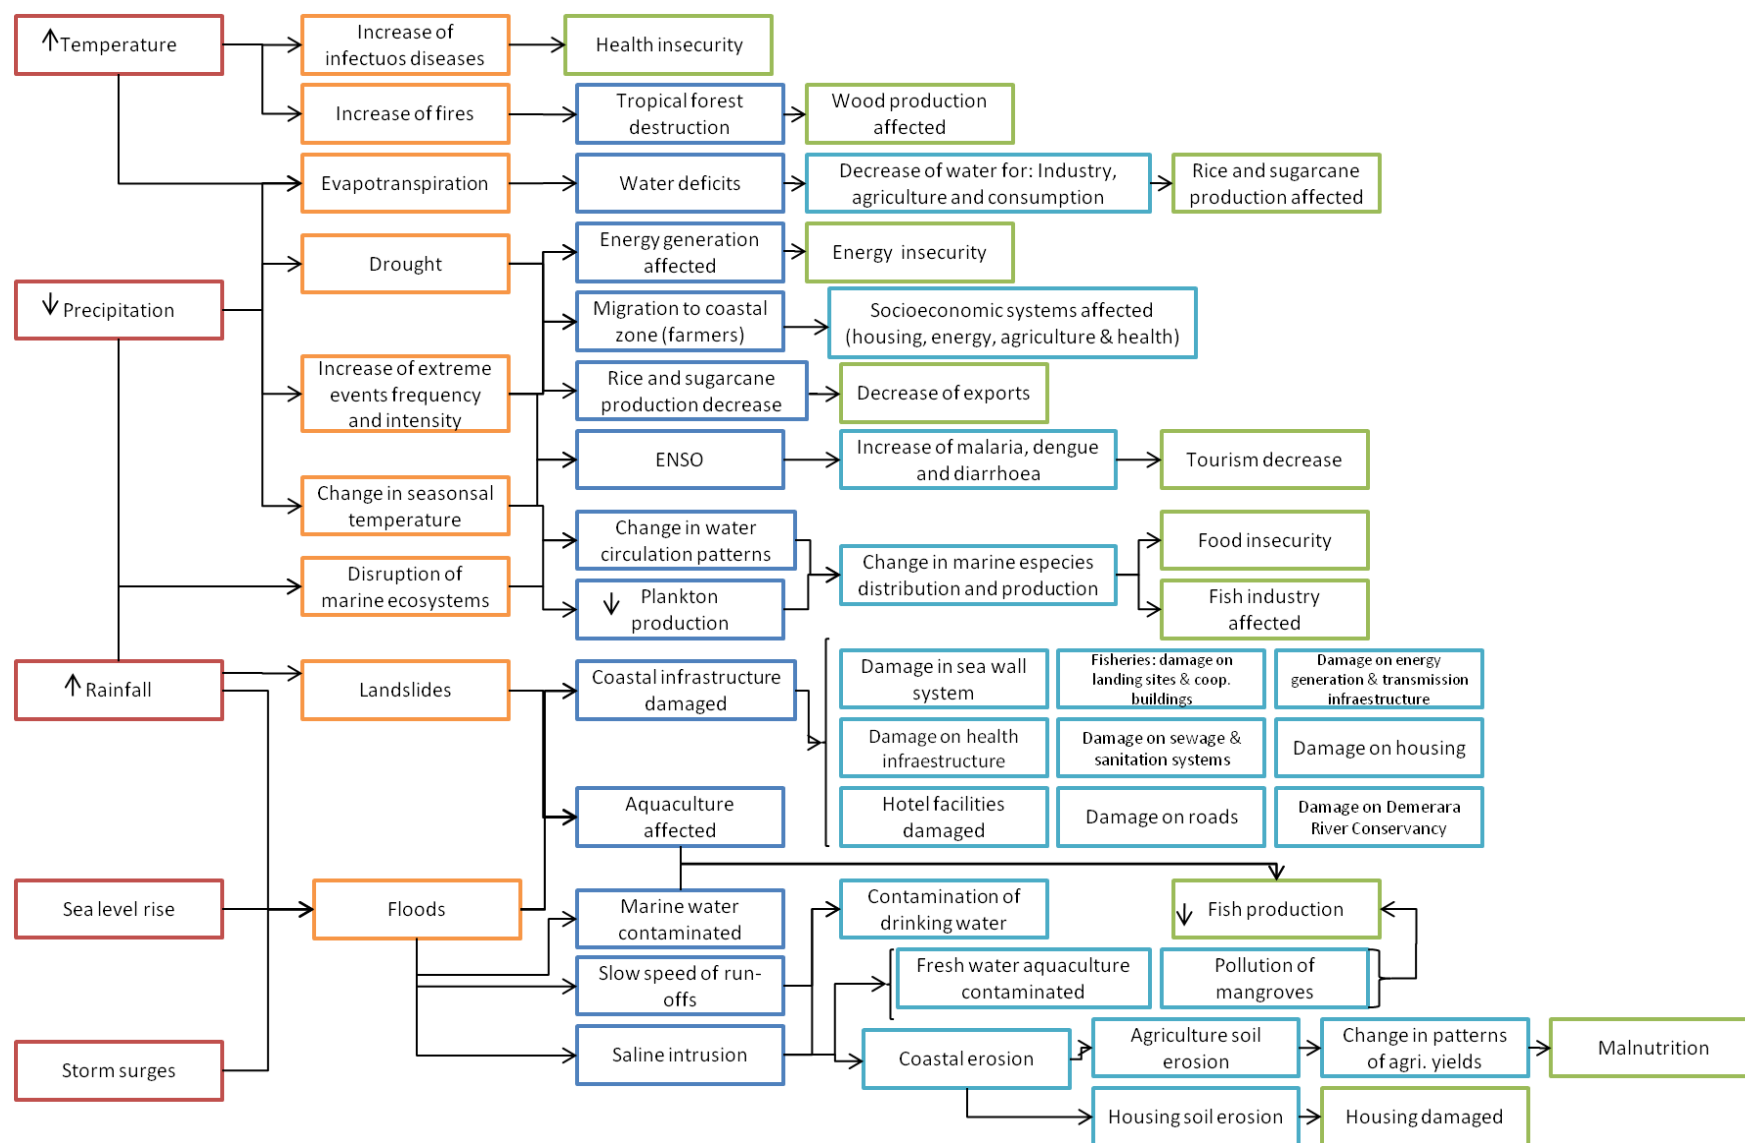 ↑Temperature
Increase of
infectuos diseases
Health insecurity
Increase of fires
Tropical forest
destruction
Wood production
affected
Evapotranspiration
Water deficits
Decrease of water for: Industry,
agriculture and consumption
Rice and sugarcane
production affected
Drought
Energy generation
affected
Energy insecurity
↓Precipitation
Migration to coastal
zone (farmers)
Socioeconomic systems affected
(housing, energy, agriculture & health)
Increase of extreme
events frequency
and intensity
Rice and sugarcane
production decrease
Decrease of exports
ENSO
Increase of malaria, dengue
and diarrhoea
Tourism decrease
Change in seasonsal
temperature
Change in water
circulation patterns
Change in marine especies
distribution and production
Food insecurity
Disruption of
marine ecosystems
↓ Plankton
production
Fish industry
affected
↑Rainfall
Landslides
Coastal infrastructure
damaged
Damage in sea wall
system
Fisheries: damage on
landing sites & coop.
buildings
Damage on energy
generation & transmission
infraestructure
Damage on health
infraestructure
Damage on sewage &
sanitation systems
Damage on housing
Aquaculture
affected
Hotel facilities
damaged
Damage on roads
Damage on Demerara
River Conservancy
Sea level rise
Floods
Marine water
contaminated
Contamination of
drinking water
↓ Fish production
Slow speed of run-
offs
Fresh water aquaculture
contaminated
Pollution of
mangroves
Storm surges
Saline intrusion
Coastal erosion
Agriculture soil
erosion
Change in patterns
of agri. yields
Malnutrition
Housing soil erosion
Housing damaged